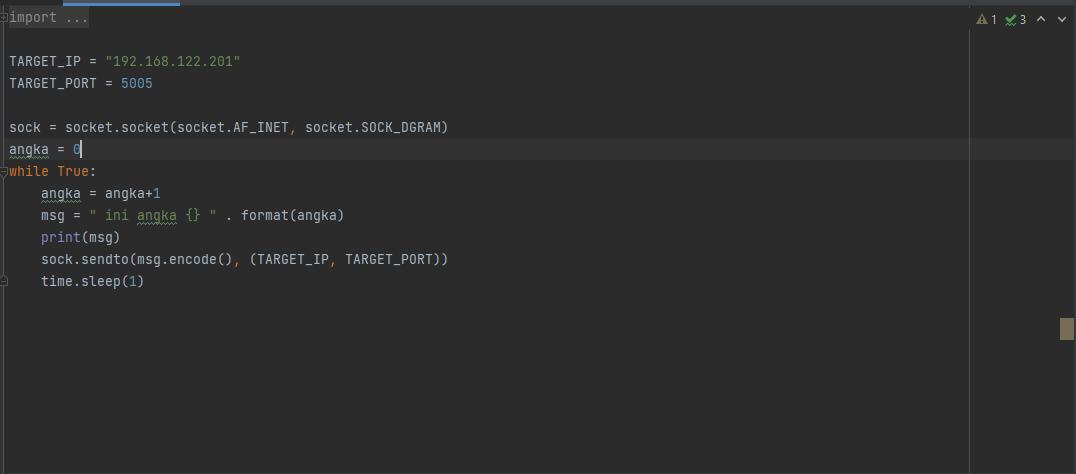 import ...
1 3
TARGET_IP = "192.168.122.201"
TARGET_PORT = 5005
sock = socket.socket(socket.AF_INET, socket.SOCK_DGRAM)
angka = 0
while True:
    angka = angka+1
    msg = " ini angka {} " . format(angka)
    print(msg)
    sock.sendto(msg.encode(), (TARGET_IP, TARGET_PORT))
    time.sleep(1)